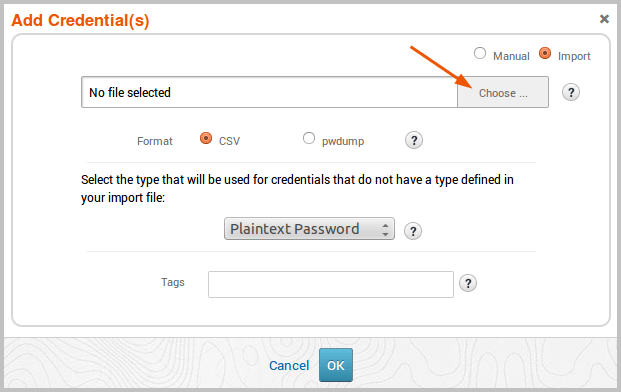 Add Credential(s)
Manual Import
No file selected
Choose ...
?
Format CSV pwdump ?
Select the type that will be used for credentials that do not have a type defined in
your import file:
Plaintext Password
?
Tags
?
Cancel OK